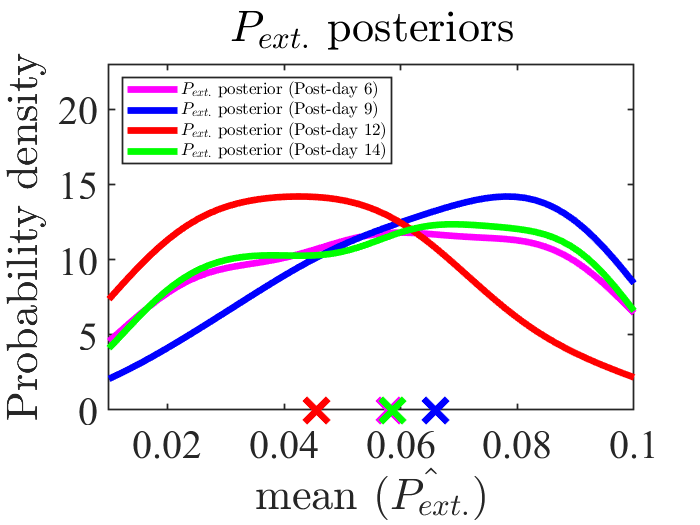 P_ext. posteriors
P_ext. posterior (Post-day 6)
P_ext. posterior (Post-day 9)
P_ext. posterior (Post-day 12)
P_ext. posterior (Post-day 14)
Probability density
20
15
10
5
0
0.02 0.04 0.06 0.08 0.1
mean (P̂_ext.)